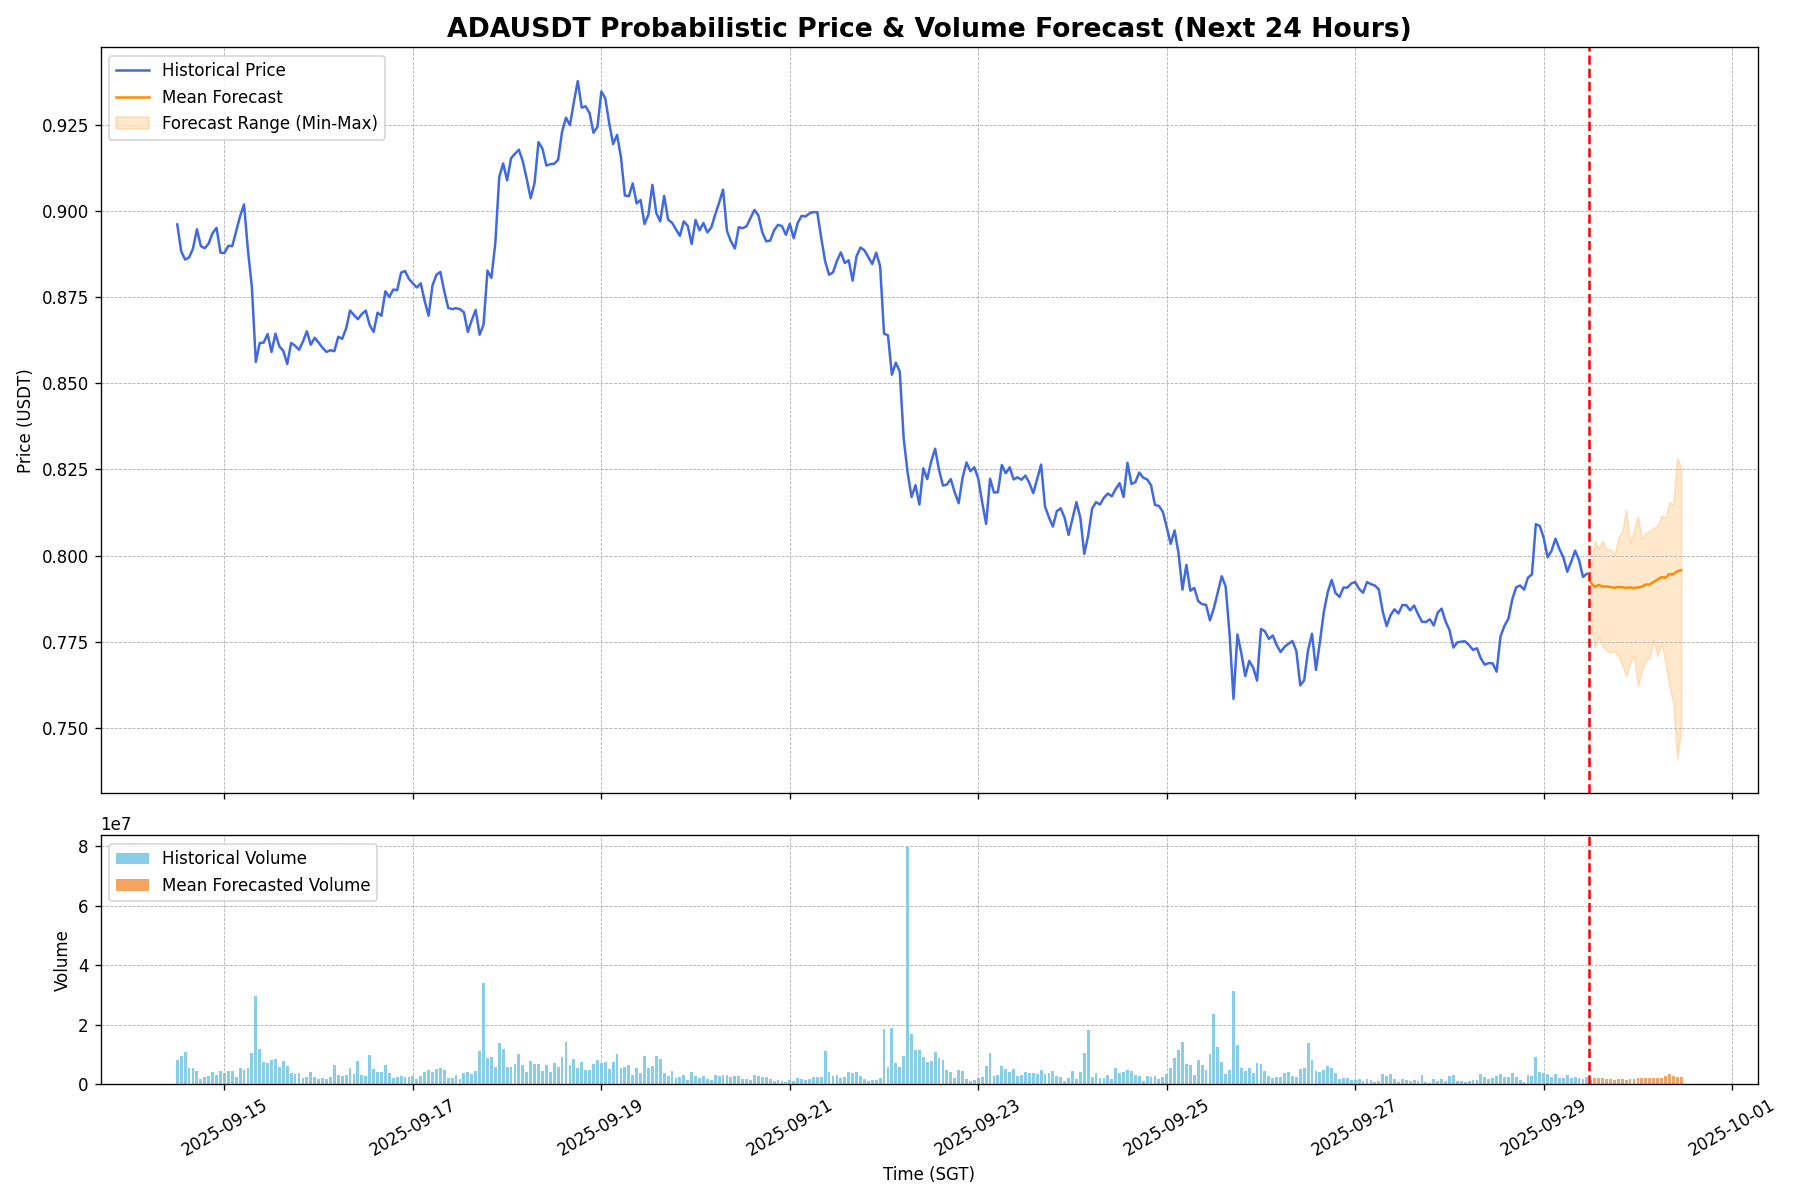 ADAUSDT Probabilistic Price & Volume Forecast (Next 24 Hours)
Historical Price
Mean Forecast
Forecast Range (Min-Max)
0.925
0.900
0.875
0.850
0.825
0.800
0.775
0.750
Price (USDT)
1e7
Historical Volume
Mean Forecasted Volume
8
6
4
2
0
Volume
2025-09-15
2025-09-17
2025-09-19
2025-09-21
2025-09-23
2025-09-25
2025-09-27
2025-09-29
2025-10-01
Time (SGT)